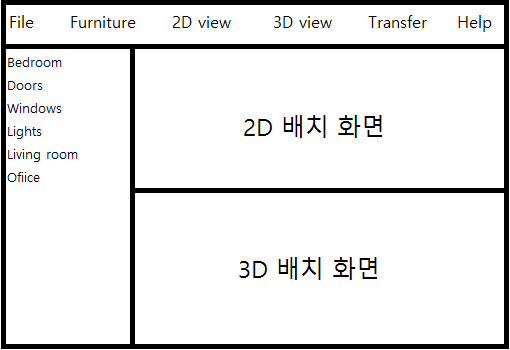 File Furniture 2D view 3D view Transfer Help
Bedroom
Doors
Windows
Lights
Living room
Ofiice
2D 배치 화면
3D 배치 화면